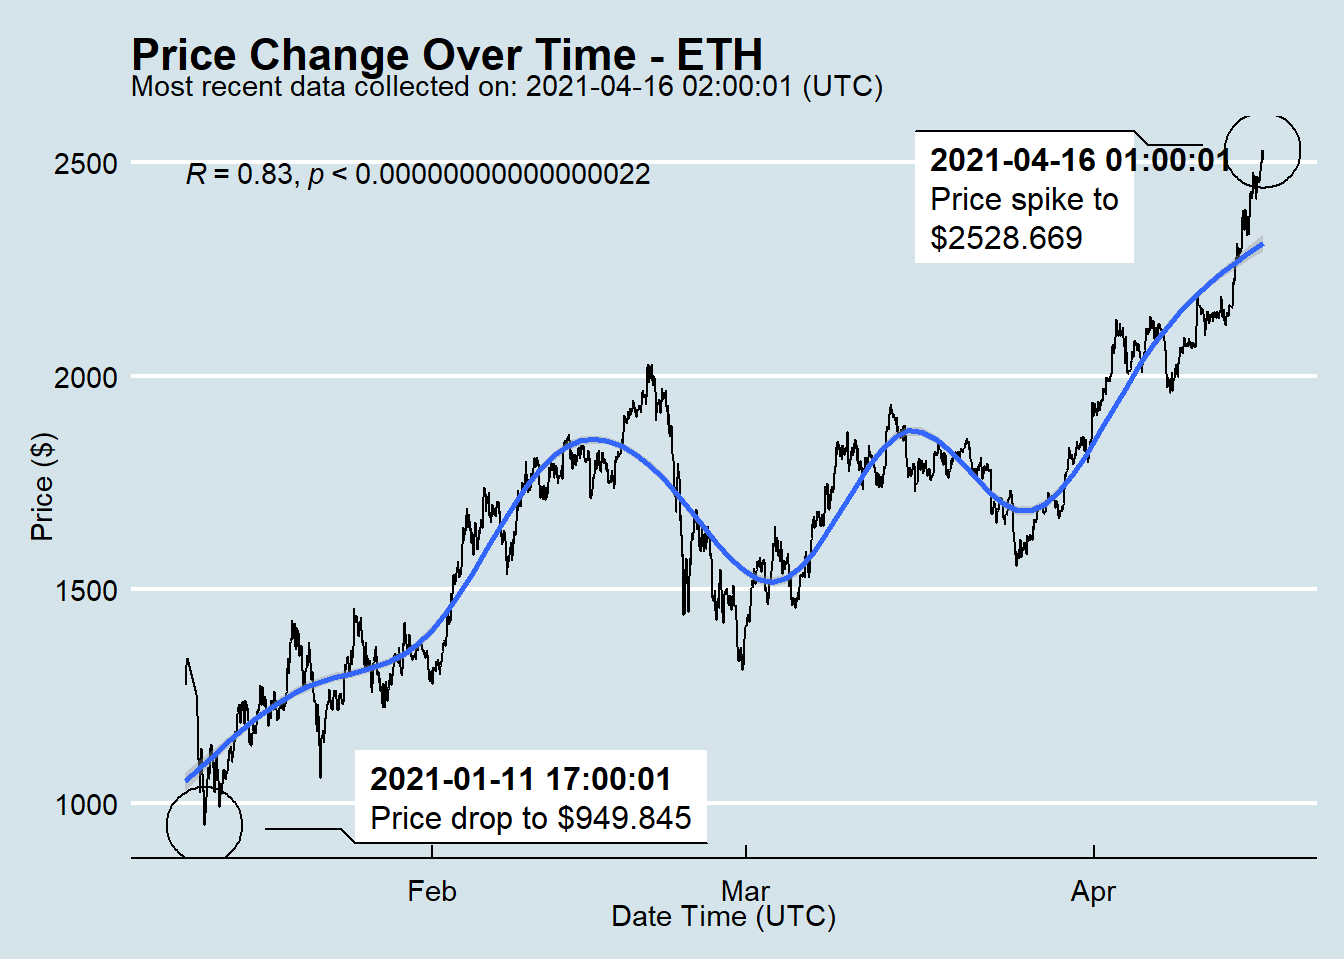 Price Change Over Time - ETH
Most recent data collected on: 2021-04-16 02:00:01 (UTC)
R = 0.83, p < 0.00000000000000022
2021-04-16 01:00:01
Price spike to
$2528.669
2500
2000
1500
1000
Price ($)
2021-01-11 17:00:01
Price drop to $949.845
Feb
Mar
Apr
Date Time (UTC)